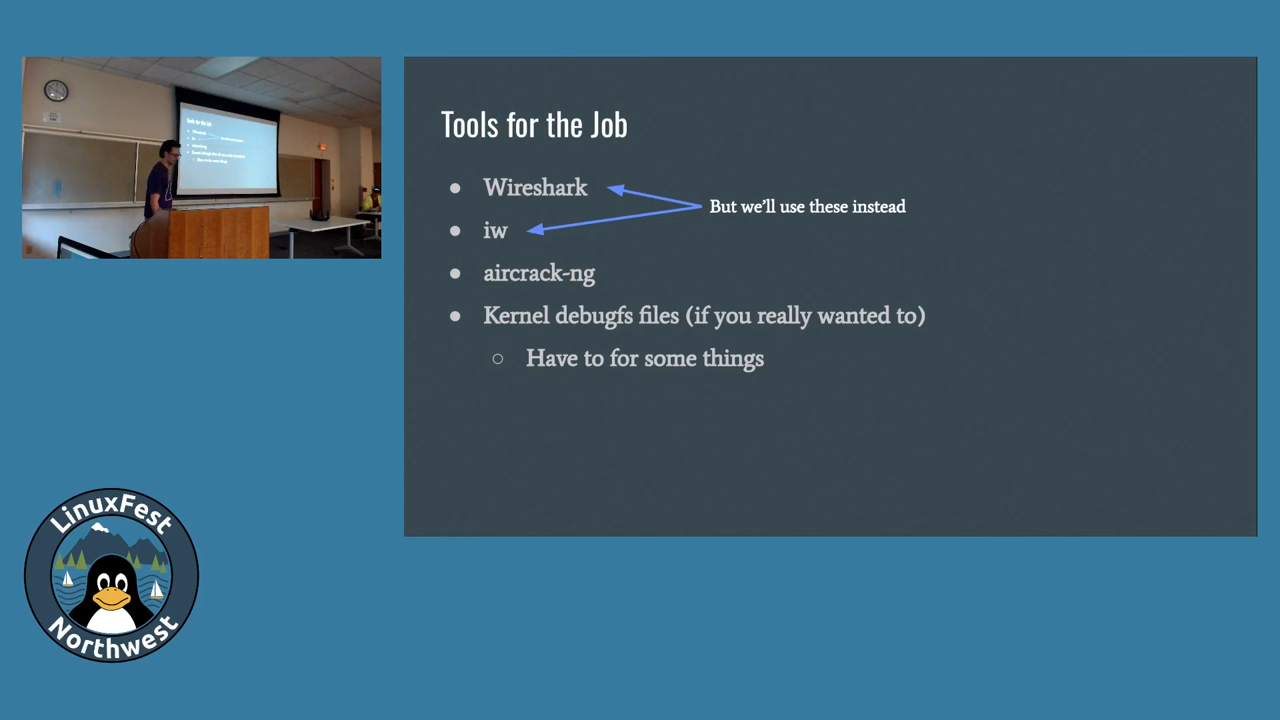 Tools for the Job
● Wireshark
But we'll use these instead
● iw
● aircrack-ng
● Kernel debugfs files (if you really wanted to)
○ Have to for some things
LinuxFest
Northwest